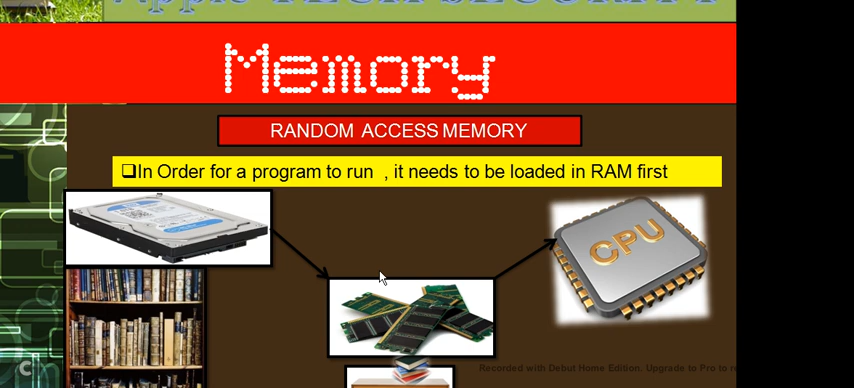 Memory
RANDOM ACCESS MEMORY
❑In Order for a program to run , it needs to be loaded in RAM first
CPU
Recorded with Debut Home Edition. Upgrade to Pro to